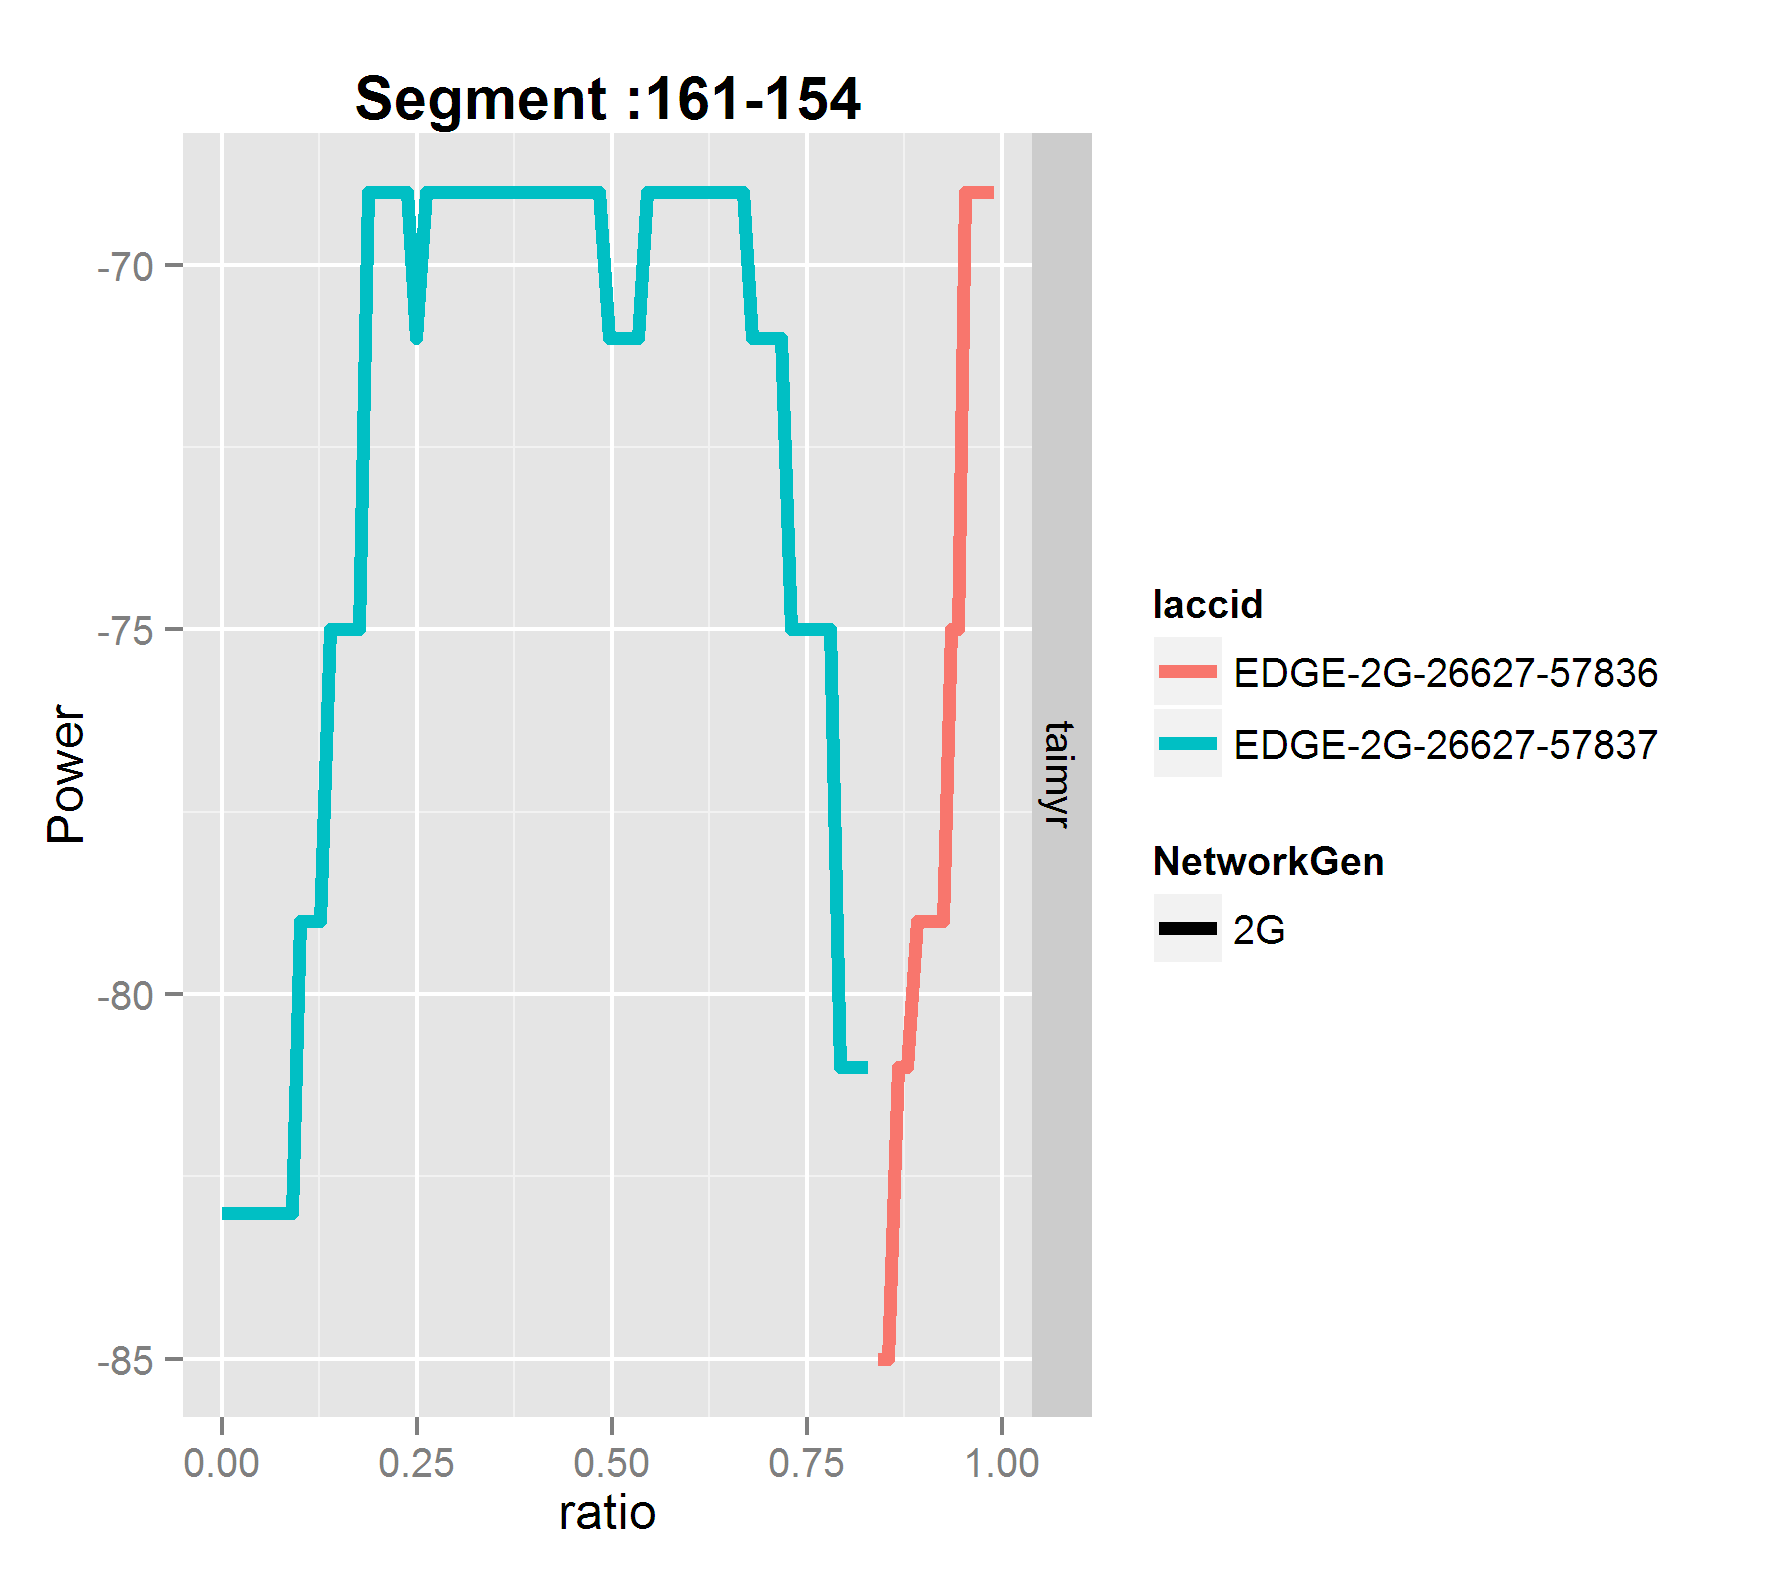 Segment :161-154
-70
-75
-80
-85
Power
0.00 0.25 0.50 0.75 1.00
ratio
taimyr
laccid
EDGE-2G-26627-57836
EDGE-2G-26627-57837
NetworkGen
2G